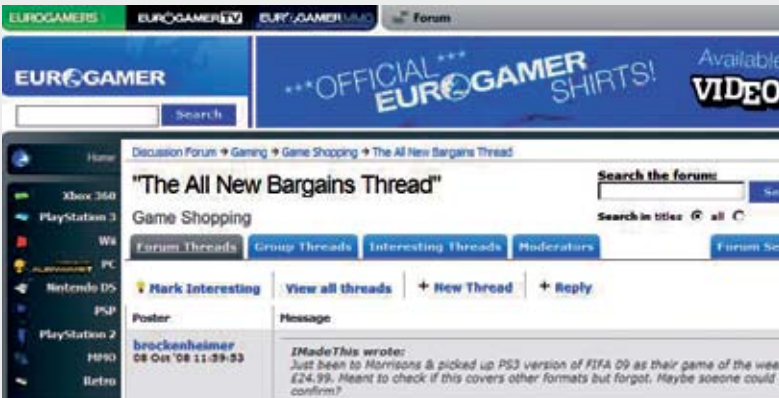 EUROGAMERS
EUROGAMER TV
EUROGAMER MMO
Forum
EUROGAMER
Search
***OFFICIAL***
EUROGAMER
SHIRTS!
Available
VIDEO
Home
Xbox 360
PlayStation 3
Wii
PC
Nintendo DS
PSP
PlayStation 2
MMO
Retro
Discussion Forum → Gaming → Game Shopping → The All New Bargains Thread
"The All New Bargains Thread"
Game Shopping
Search the forum:
Search in titles all
Forum Threads Group Threads Interesting Threads Moderators
Mark Interesting View all threads + New Thread + Reply
Poster Message
brockenheimer
08 Oct '08 11:59:53
IMadeThis wrote:
Just been to Morrisons & picked up PS3 version of FIFA 09 as their game of the wee
£24.99. Meant to check if this covers other formats but forgot. Maybe soeone could
confirm?